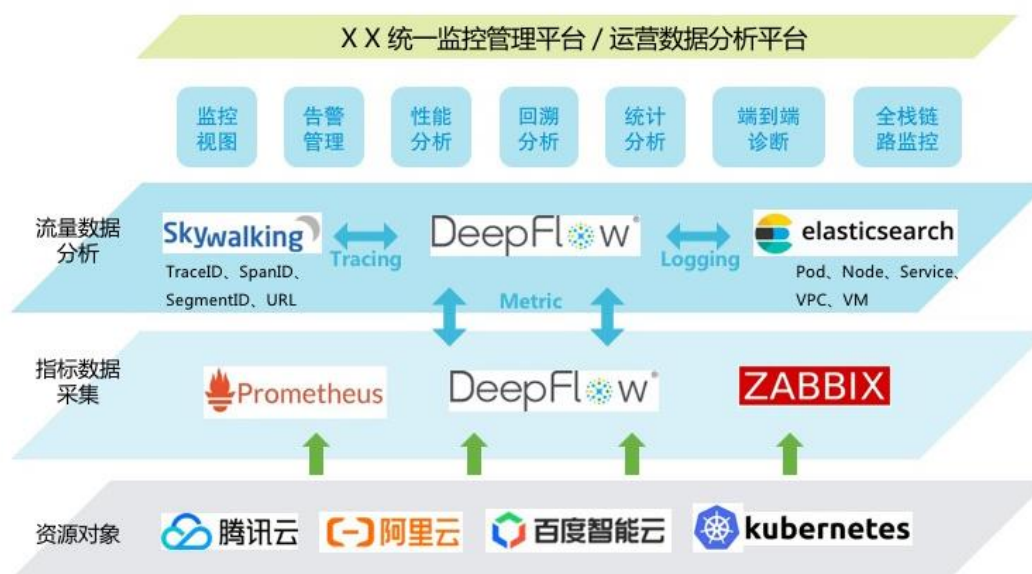 X X 统一监控管理平台 / 运营数据分析平台
监控
视图
告警
管理
性能
分析
回溯
分析
统计
分析
端到端
诊断
全栈链
路监控
流量数据
分析
Skywalking
Tracing
DeepFlow®
Logging
elasticsearch
TraceID、SpanID、
SegmentID、URL
Pod、Node、Service、
VPC、VM
Metric
指标数据
采集
Prometheus
DeepFlow®
ZABBIX
资源对象
腾讯云
阿里云
百度智能云
kubernetes